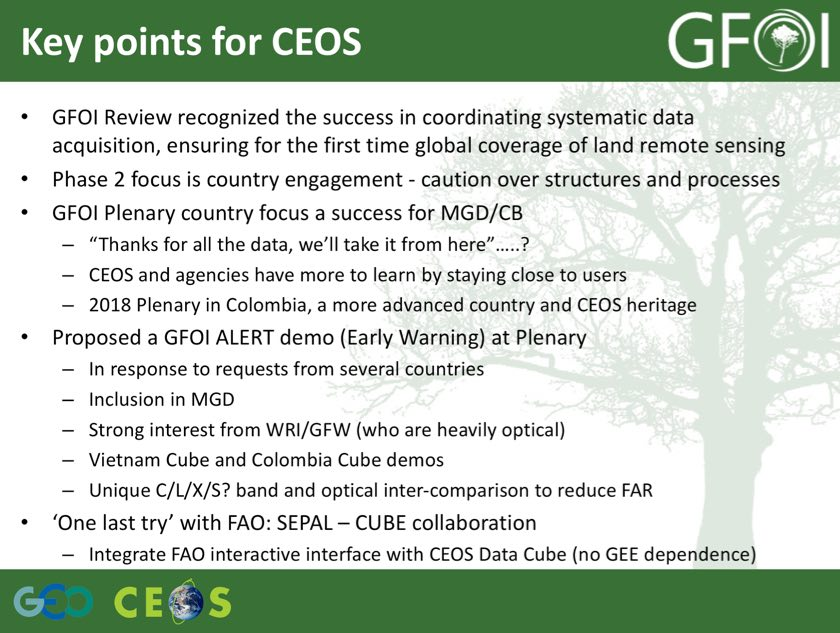 Key points for CEOS
GFOI
• GFOI Review recognized the success in coordinating systematic data
acquisition, ensuring for the first time global coverage of land remote sensing
• Phase 2 focus is country engagement - caution over structures and processes
• GFOI Plenary country focus a success for MGD/CB
– “Thanks for all the data, we’ll take it from here”…..?
– CEOS and agencies have more to learn by staying close to users
– 2018 Plenary in Colombia, a more advanced country and CEOS heritage
• Proposed a GFOI ALERT demo (Early Warning) at Plenary
– In response to requests from several countries
– Inclusion in MGD
– Strong interest from WRI/GFW (who are heavily optical)
– Vietnam Cube and Colombia Cube demos
– Unique C/L/X/S? band and optical inter-comparison to reduce FAR
• ‘One last try’ with FAO: SEPAL – CUBE collaboration
– Integrate FAO interactive interface with CEOS Data Cube (no GEE dependence)
GEO CEOS